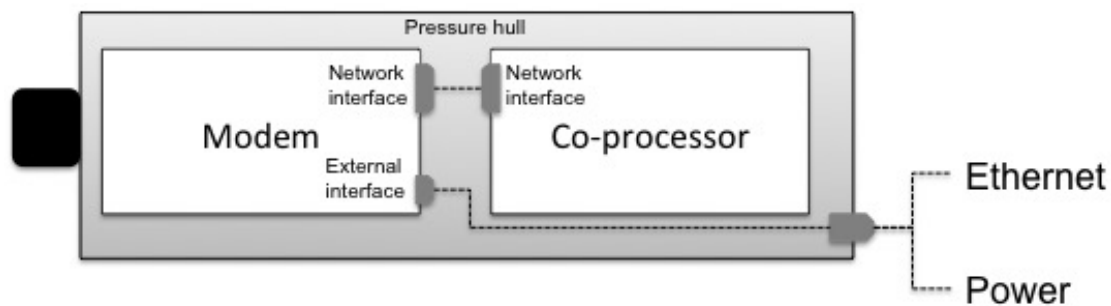 Pressure hull
Network
interface
Network
interface
Modem
Co-processor
External
interface
Ethernet
Power